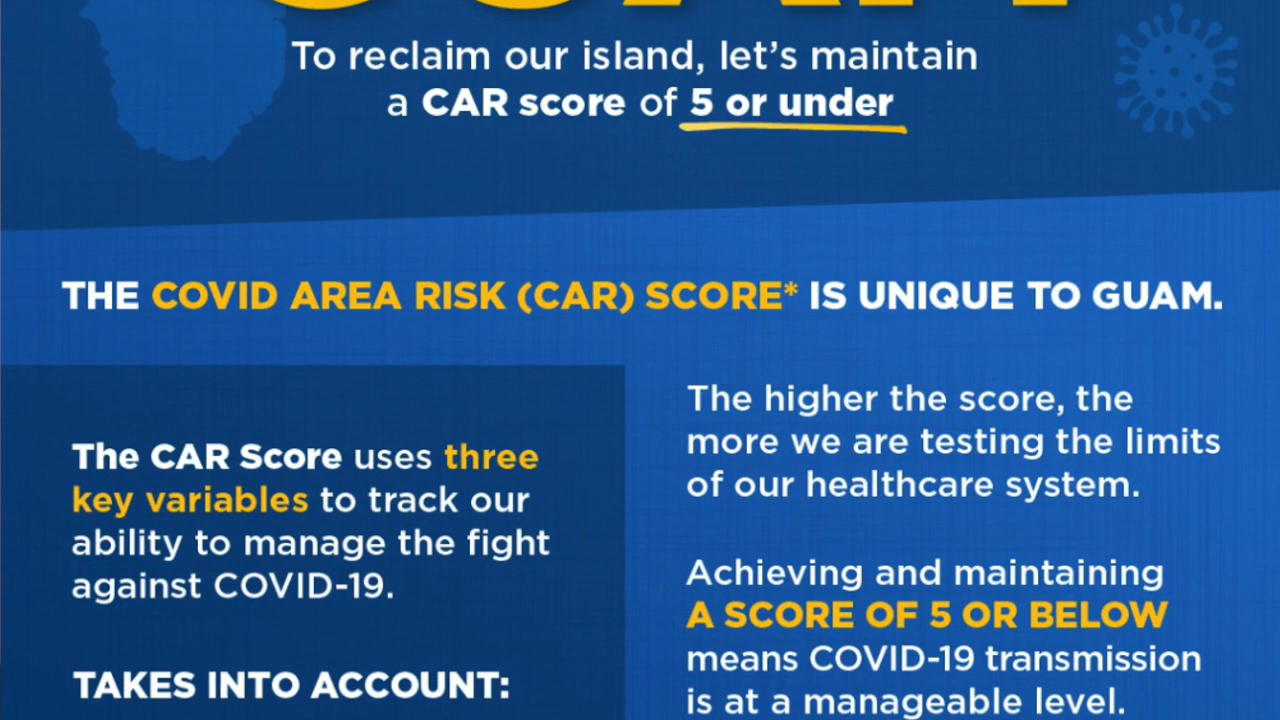 To reclaim our island, let's maintain
a CAR score of 5 or under
THE COVID AREA RISK (CAR) SCORE* IS UNIQUE TO GUAM.
The CAR Score uses three
key variables to track our
ability to manage the fight
against COVID-19.
TAKES INTO ACCOUNT:
The higher the score, the
more we are testing the limits
of our healthcare system.
Achieving and maintaining
A SCORE OF 5 OR BELOW
means COVID-19 transmission
is at a manageable level.